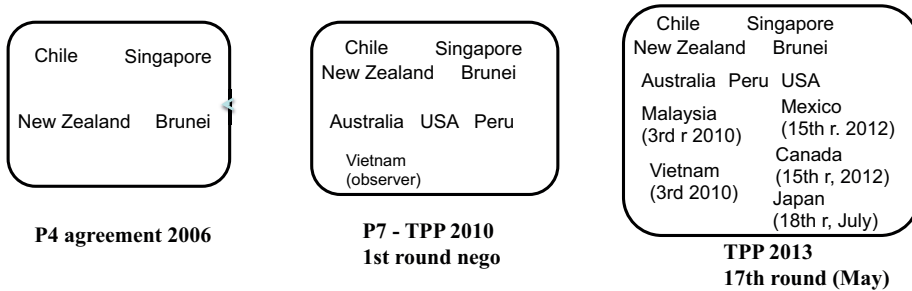 Chile Singapore
New Zealand Brunei
P4 agreement 2006
Chile Singapore
New Zealand Brunei
Australia USA Peru
Vietnam
(observer)
P7 - TPP 2010
1st round nego
Chile Singapore
New Zealand Brunei
Australia Peru USA
Malaysia
(3rd r 2010)
Vietnam
(3rd 2010)
Mexico
(15th r. 2012)
Canada
(15th r, 2012)
Japan
(18th r, July)
TPP 2013
17th round (May)